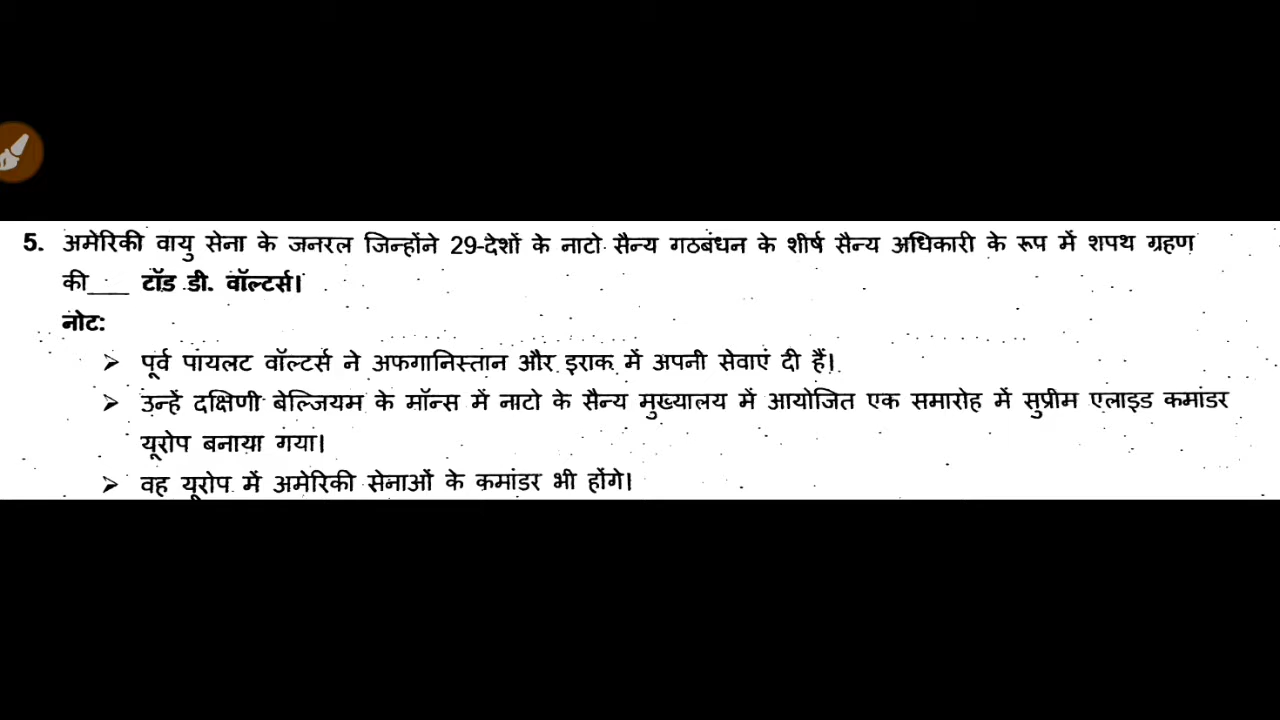 5. अमेरिकी वायु सेना के जनरल जिन्होंने 29-देशों के नाटो सैन्य गठबंधन के शीर्ष सैन्य अधिकारी के रूप में शपथ ग्रहण
की___ टॉड डी. वॉल्टर्स।
नोट:
➤ पूर्व पायलट वॉल्टर्स ने अफगानिस्तान और इराक में अपनी सेवाएं दी हैं।
➤ उन्हें दक्षिणी बेल्जियम के मॉन्स में नाटो के सैन्य मुख्यालय में आयोजित एक समारोह में सुप्रीम एलाइड कमांडर
यूरोप बनाया गया।
➤ वह यूरोप में अमेरिकी सेनाओं के कमांडर भी होंगे।